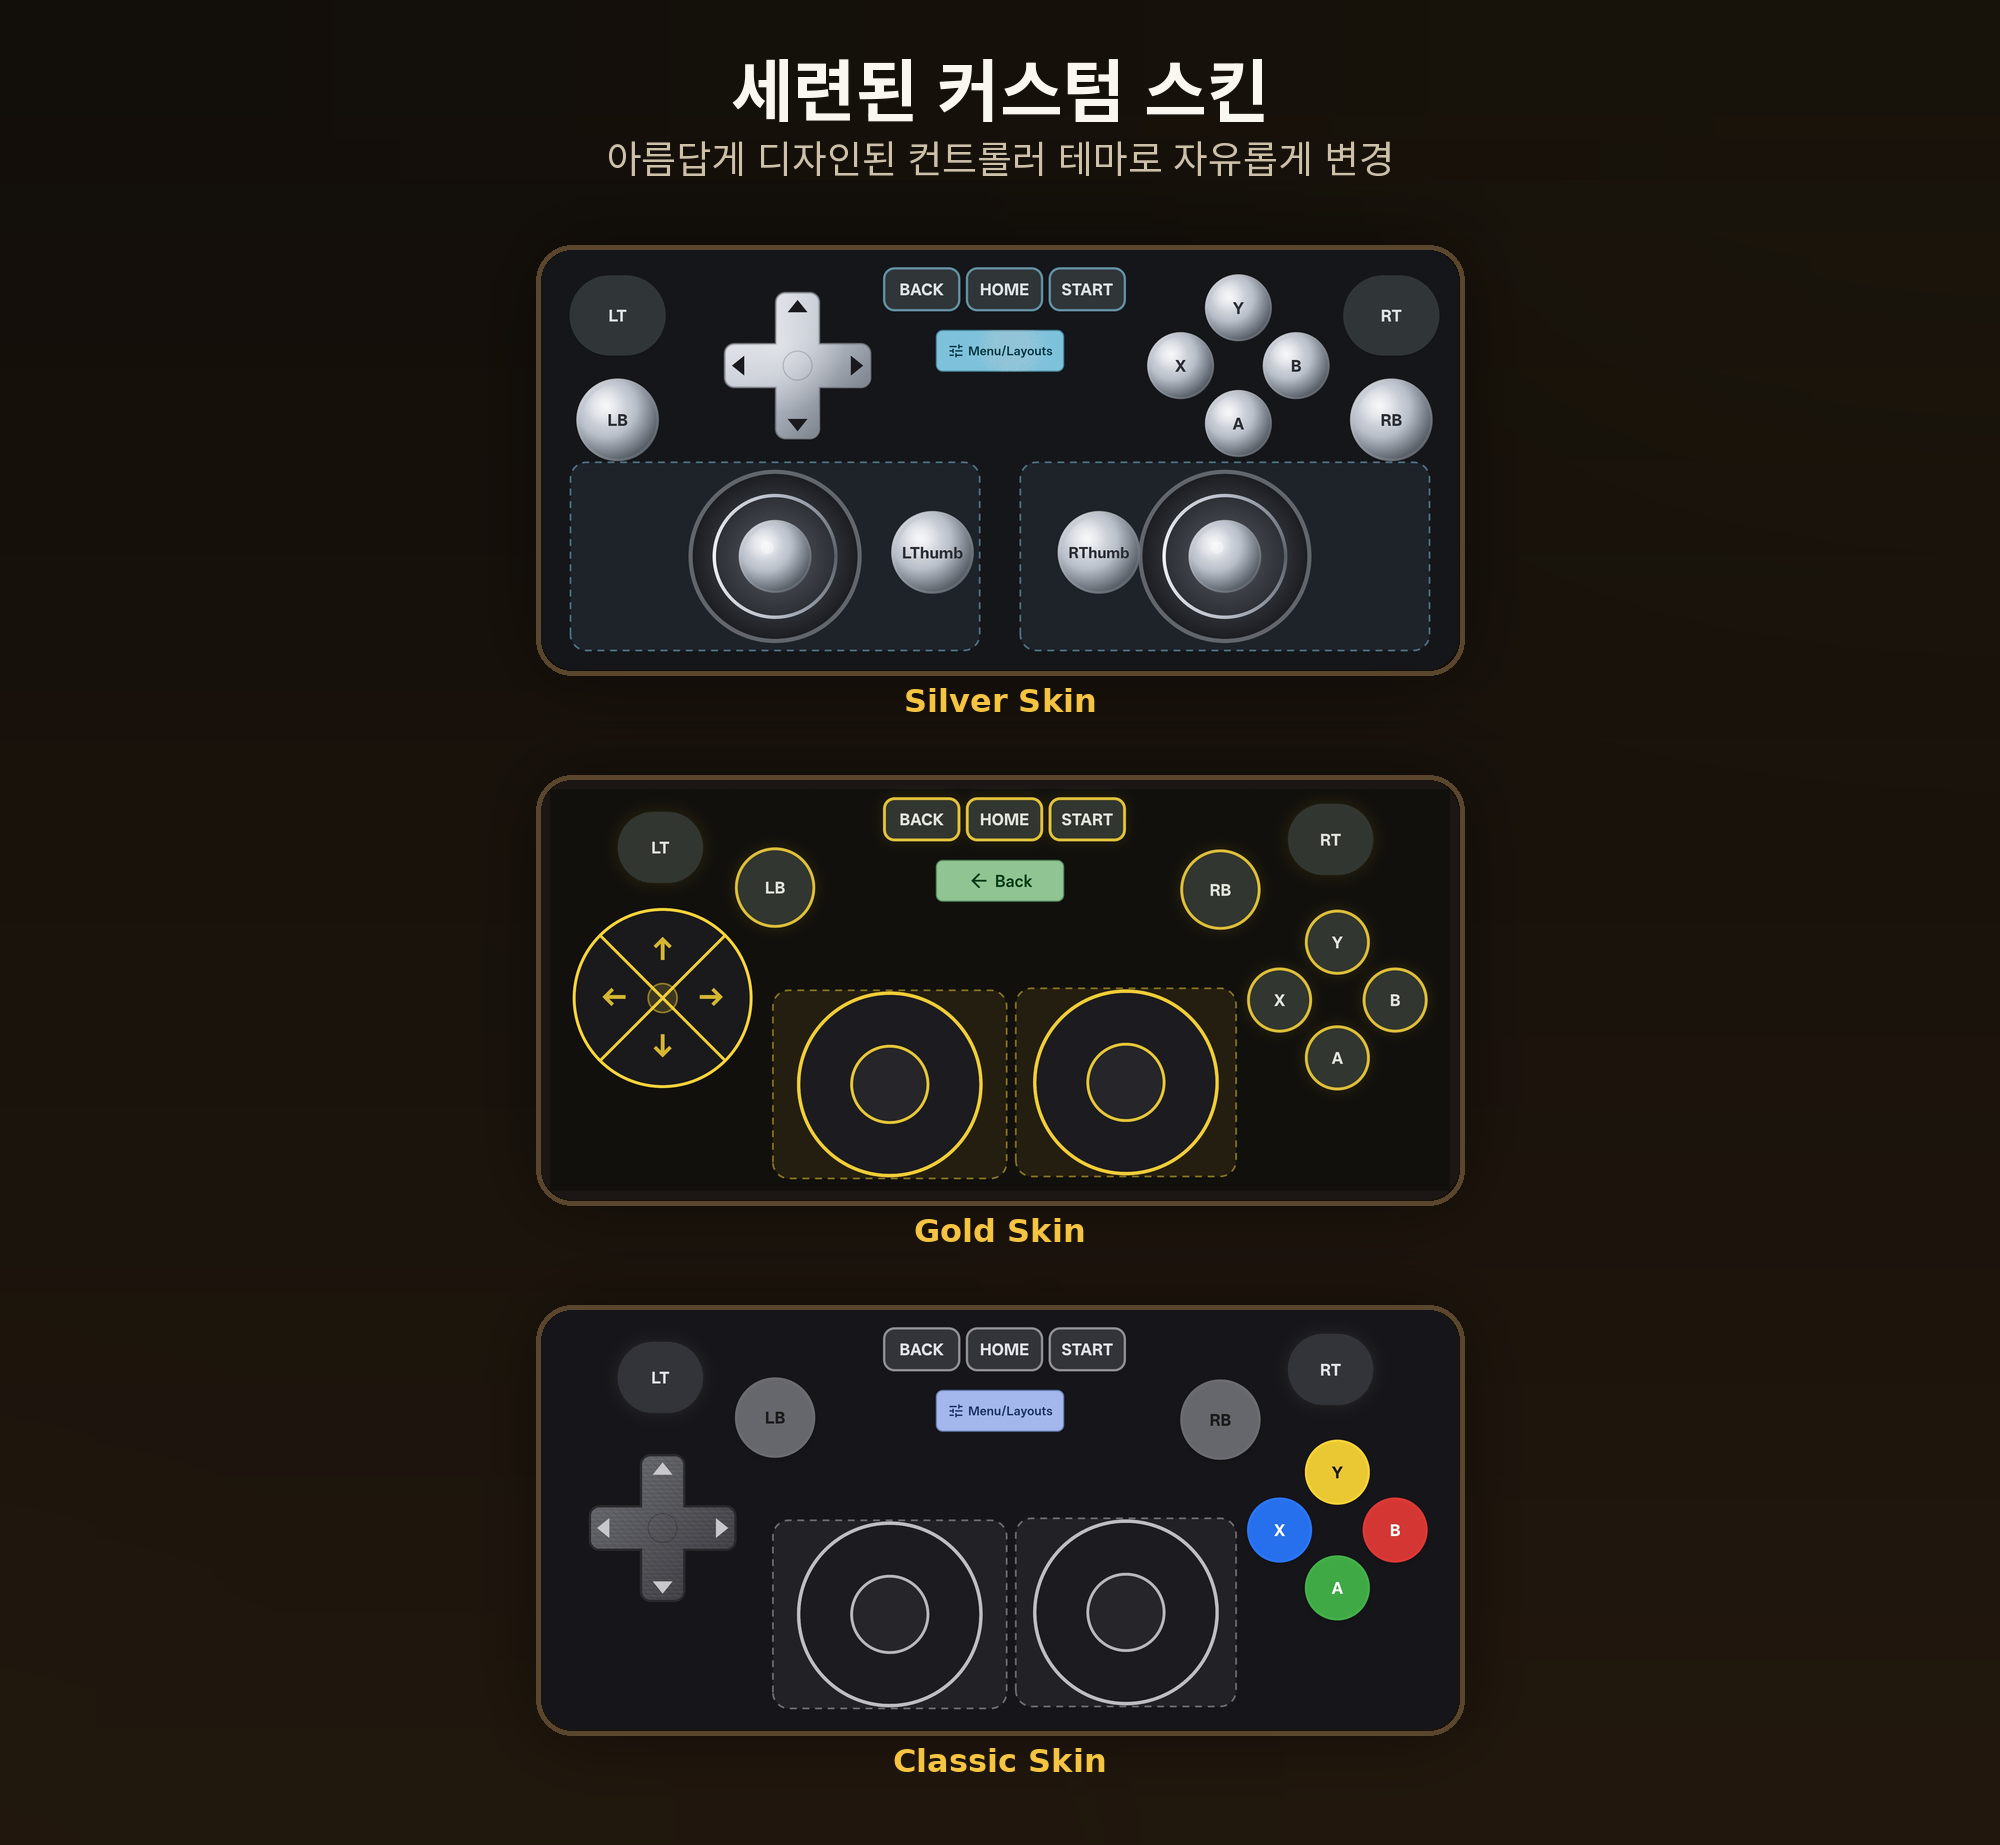 세련된 커스텀 스킨
아름답게 디자인된 컨트롤러 테마로 자유롭게 변경
LT
BACK HOME START
Y
RT
Menu/Layouts
X B
LB
A
RB
LThumb
RThumb
Silver Skin
LT
BACK HOME START
RT
LB
Back
RB
Y
X B
A
Gold Skin
LT
BACK HOME START
RT
LB
Menu/Layouts
RB
Y
X B
A
Classic Skin